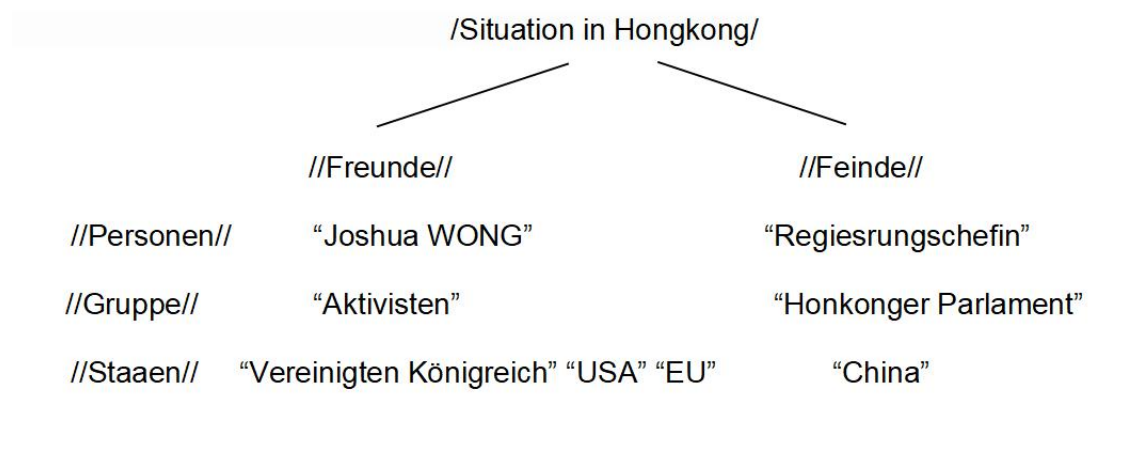 /Situation in Hongkong/
//Freunde// //Feinde//
//Personen// “Joshua WONG” “Regiesrungschefin”
//Gruppe// “Aktivisten” “Honkonger Parlament”
//Staaen// “Vereinigten Königreich” “USA” “EU” “China”